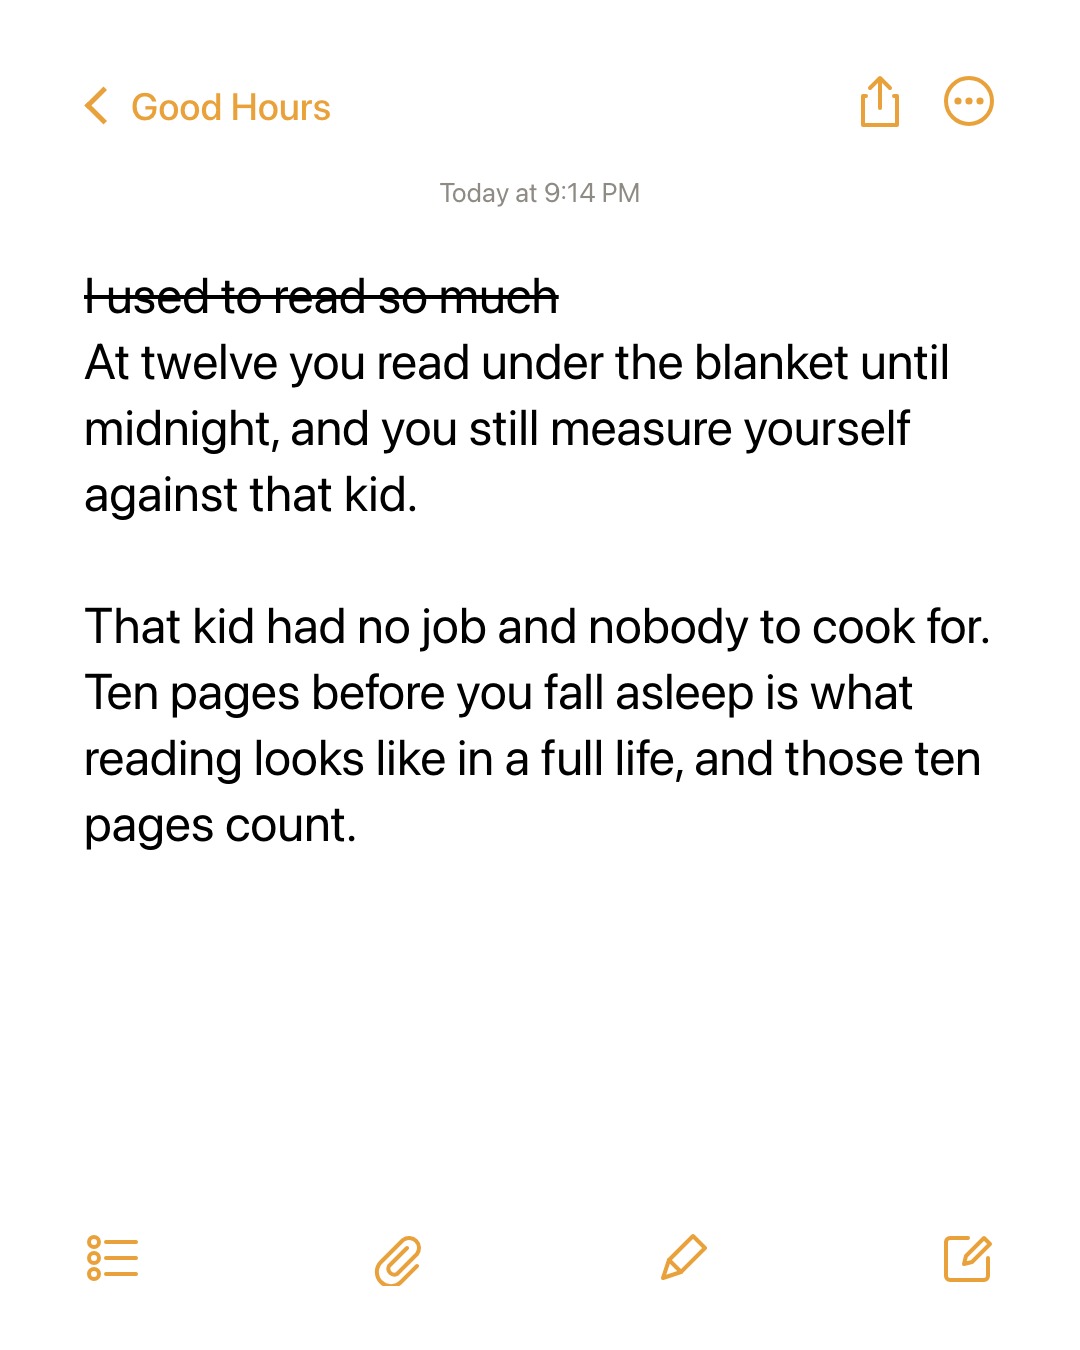 Good Hours
Today at 9:14 PM
I used to read so much
At twelve you read under the blanket until
midnight, and you still measure yourself
against that kid.
That kid had no job and nobody to cook for.
Ten pages before you fall asleep is what
reading looks like in a full life, and those ten
pages count.